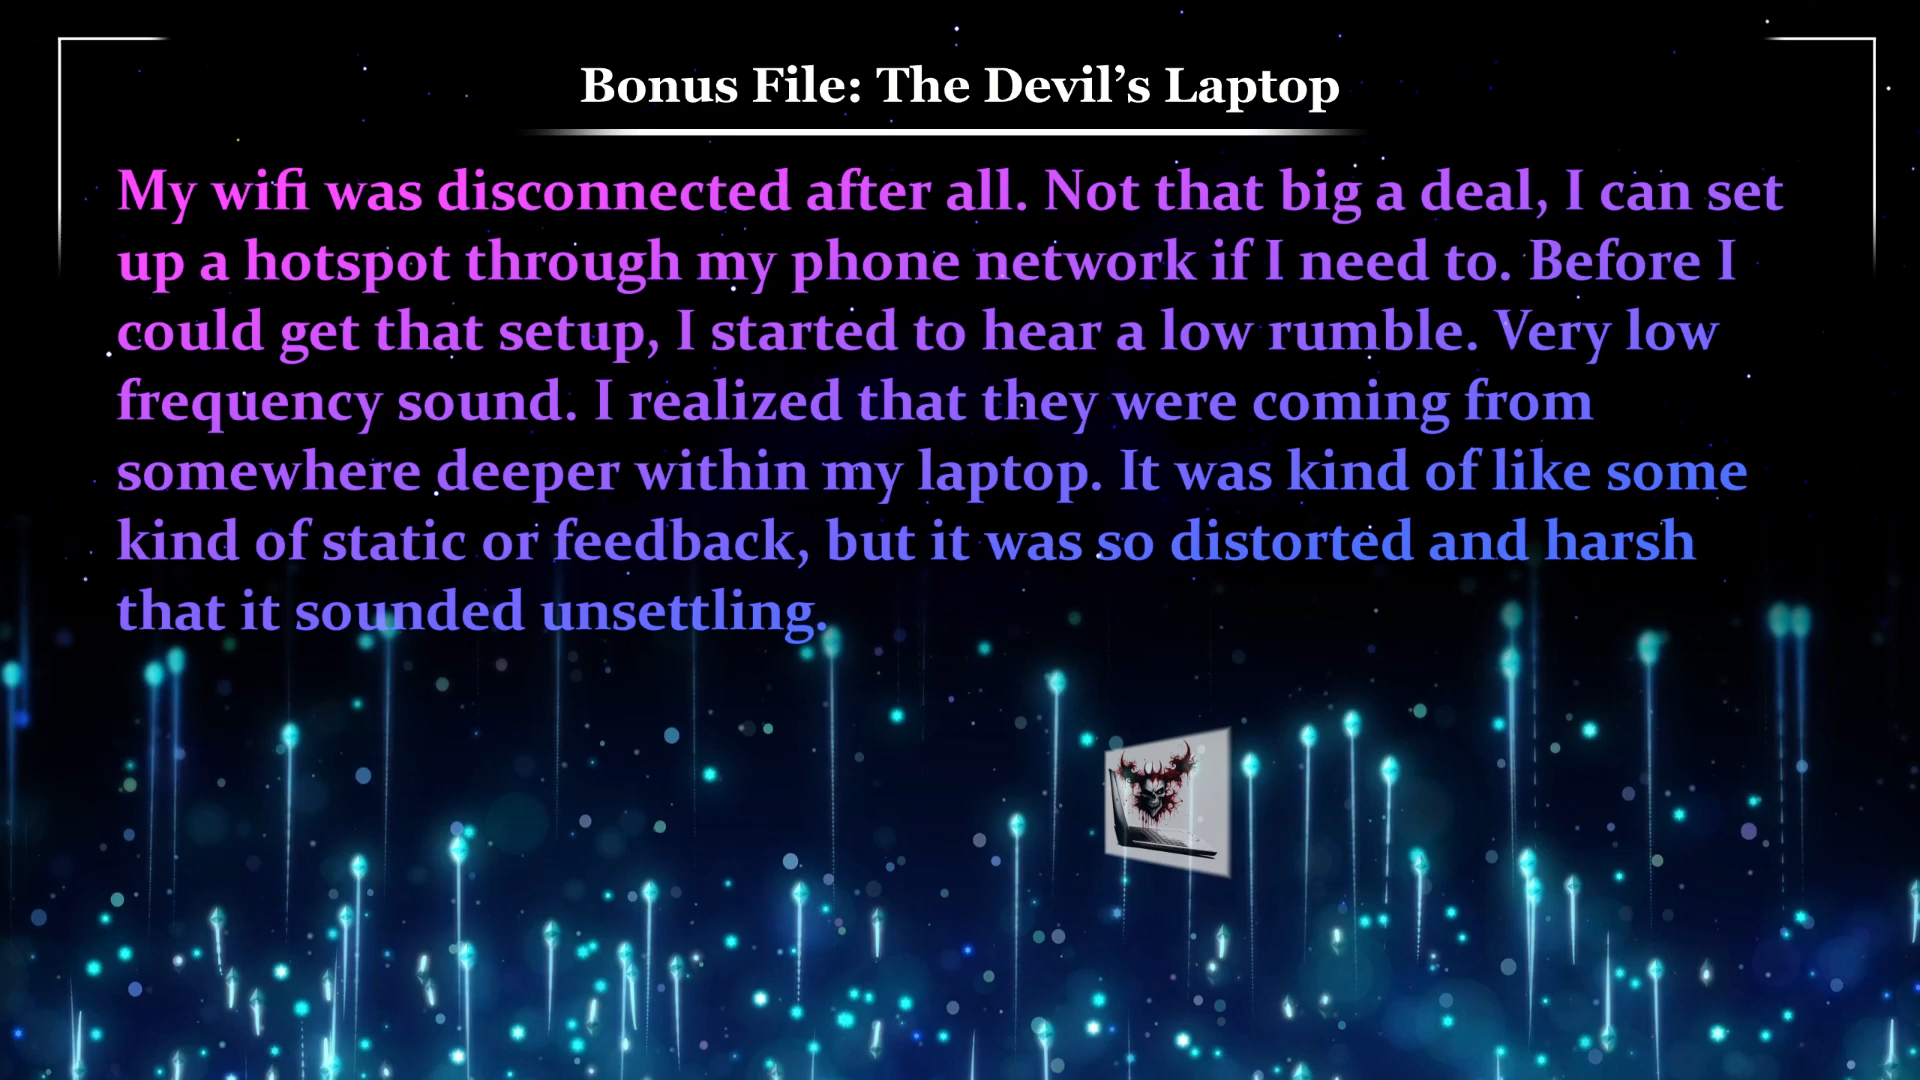 Bonus File: The Devil’s Laptop
My wifi was disconnected after all. Not that big a deal, I can set
up a hotspot through my phone network if I need to. Before I
could get that setup, I started to hear a low rumble. Very low
frequency sound. I realized that they were coming from
somewhere deeper within my laptop. It was kind of like some
kind of static or feedback, but it was so distorted and harsh
that it sounded unsettling.